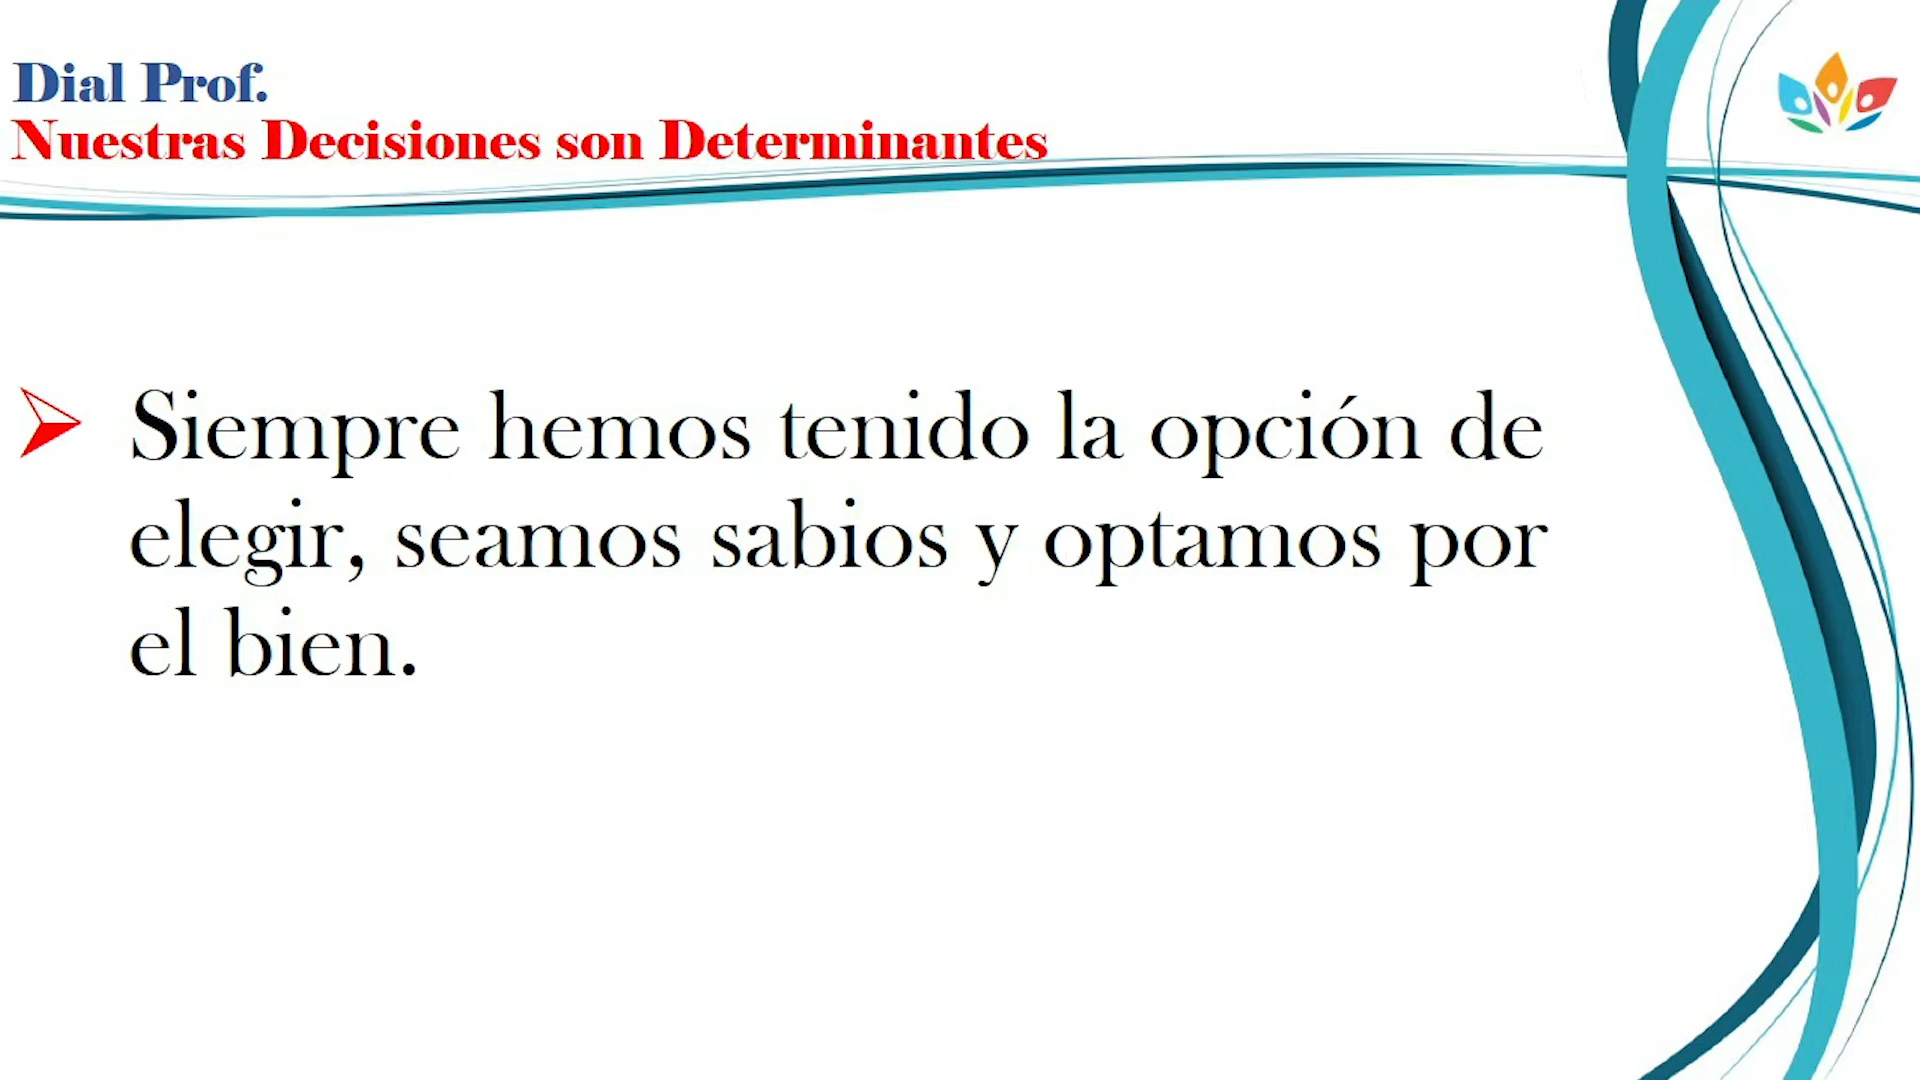 Dial Prof.
Nuestras Decisiones son Determinantes
Siempre hemos tenido la opción de
elegir, seamos sabios y optamos por
el bien.